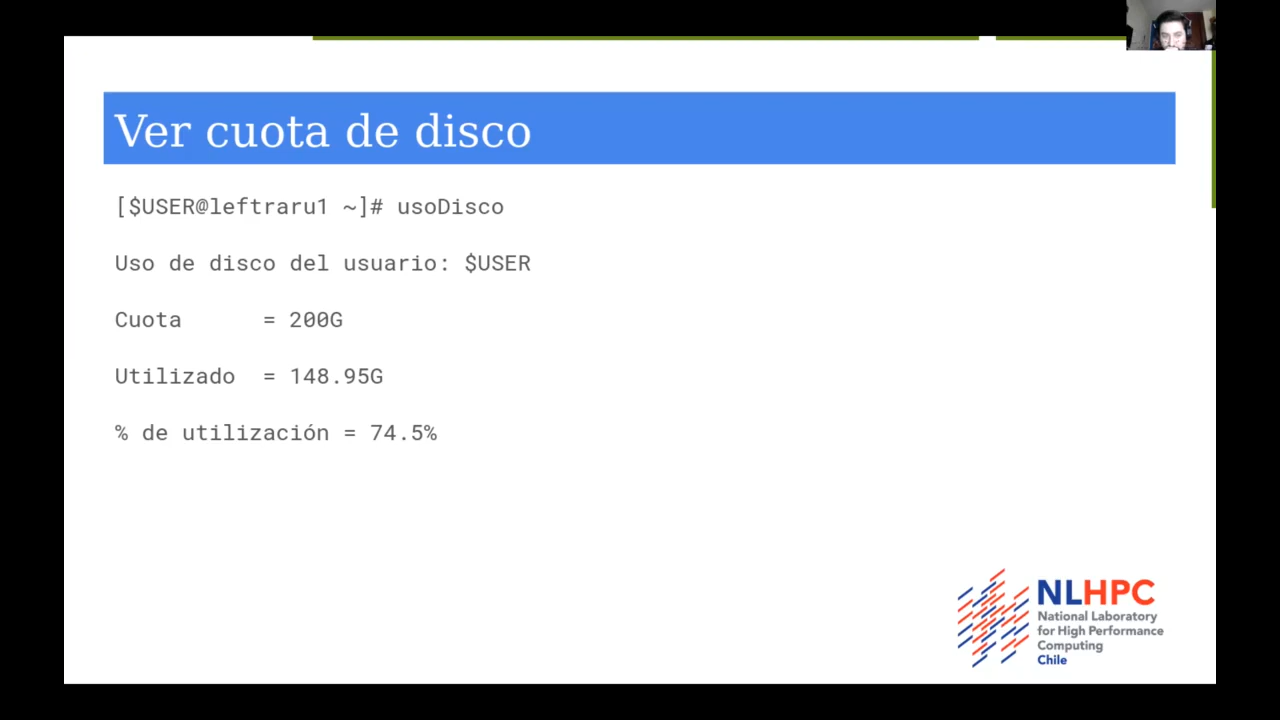 Ver cuota de disco
[$USER@leftraru1 ~]# usoDisco
Uso de disco del usuario: $USER
Cuota      = 200G
Utilizado  = 148.95G
% de utilización = 74.5%
NLHPC
National Laboratory
for High Performance
Computing
Chile